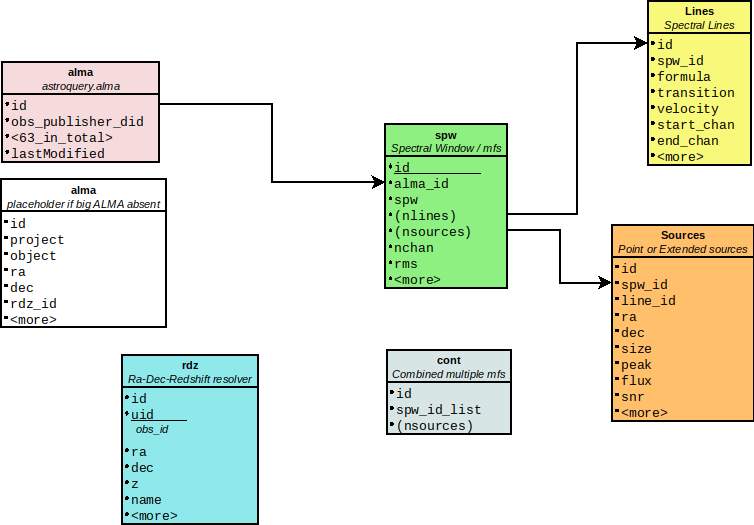 alma
astroquery.alma
id
obs_publisher_did
<63_in_total>
lastModified
alma
placeholder if big ALMA absent
id
project
object
ra
dec
rdz_id
<more>
rdz
Ra-Dec-Redshift resolver
id
uid
obs_id
ra
dec
z
name
<more>
spw
Spectral Window / mfs
id
alma_id
spw
(nlines)
(nsources)
nchan
rms
<more>
cont
Combined multiple mfs
id
spw_id_list
(nsources)
Lines
Spectral Lines
id
spw_id
formula
transition
velocity
start_chan
end_chan
<more>
Sources
Point or Extended sources
id
spw_id
line_id
ra
dec
size
peak
flux
snr
<more>